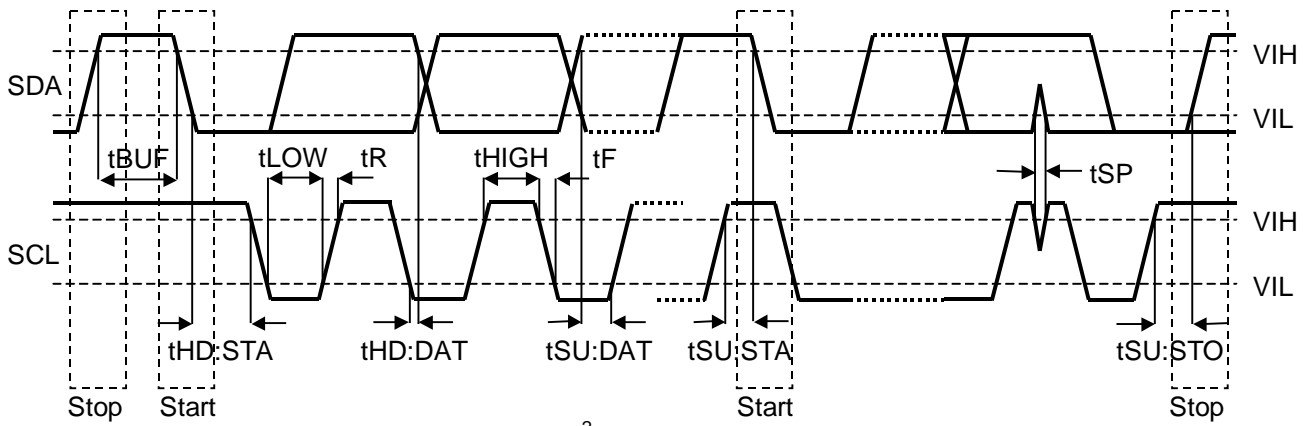 VIH
SDA
VIL
tBUF
tLOW
tR
tHIGH
tF
tSP
VIH
SCL
VIL
tHD:STA
tHD:DAT
tSU:DAT
tSU:STA
tSU:STO
Stop
Start
Start
Stop